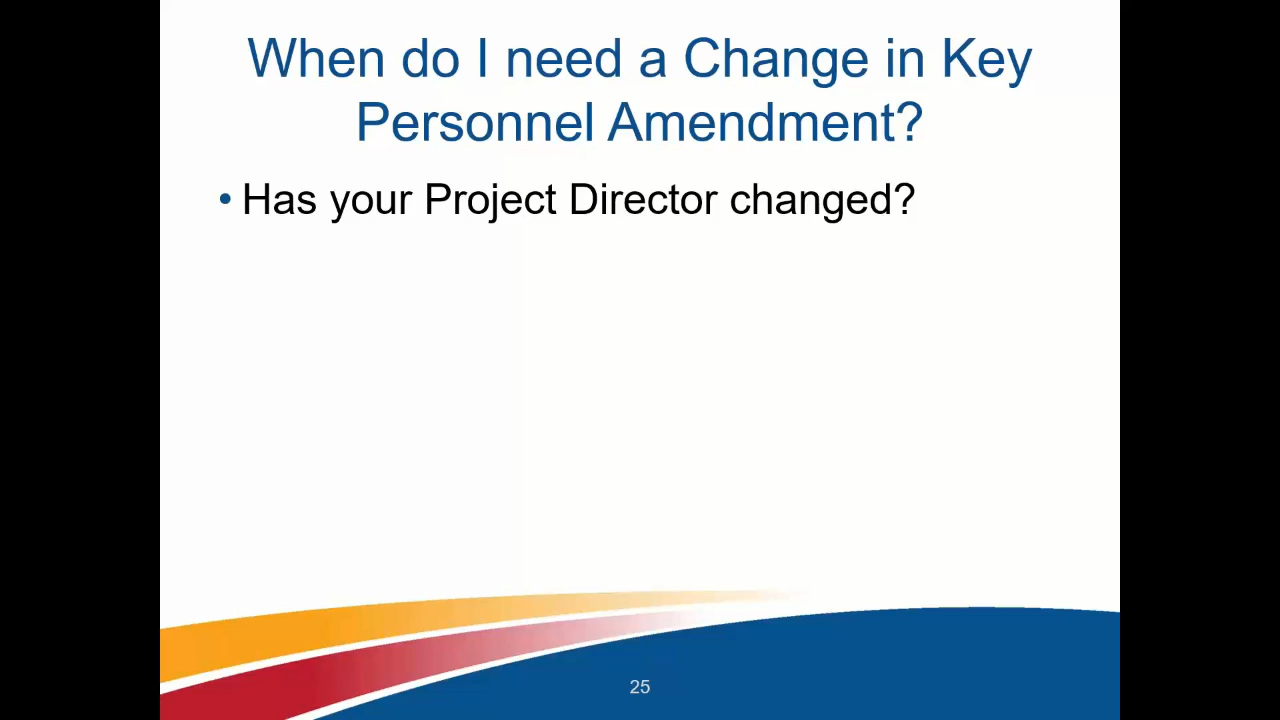 When do I need a Change in Key
Personnel Amendment?
• Has your Project Director changed?
25